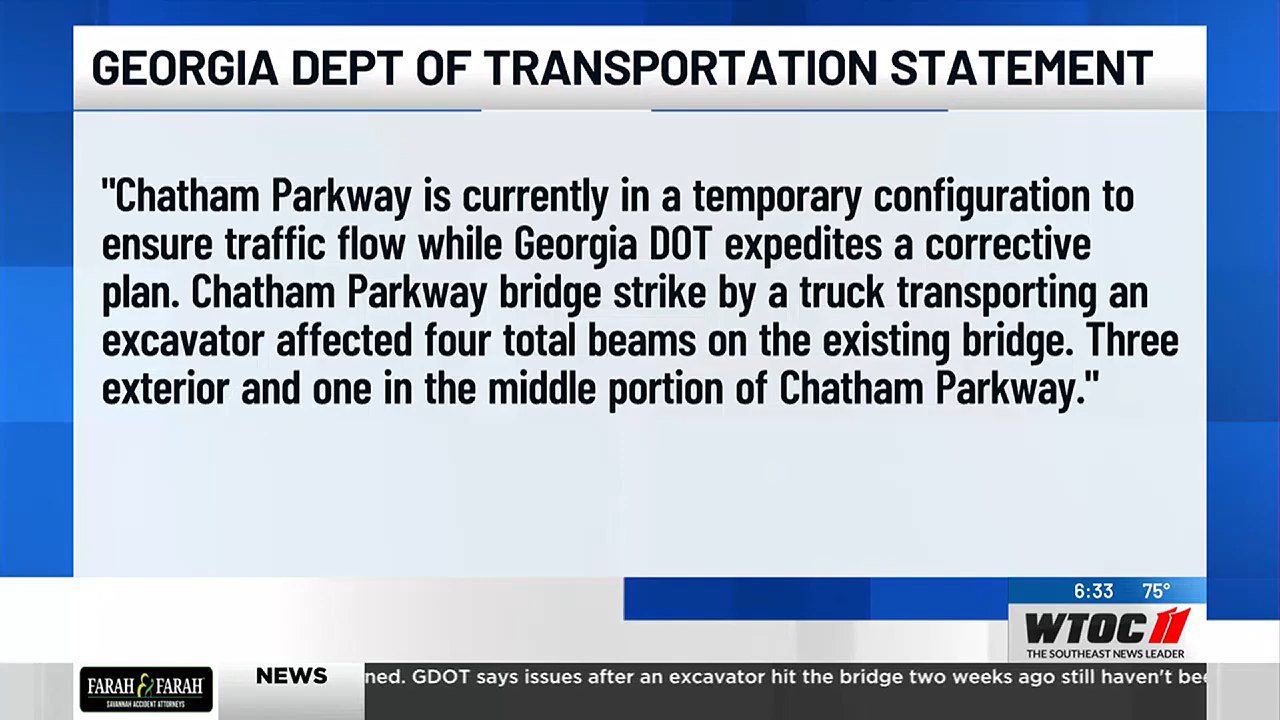 GEORGIA DEPT OF TRANSPORTATION STATEMENT
"Chatham Parkway is currently in a temporary configuration to
ensure traffic flow while Georgia DOT expedites a corrective
plan. Chatham Parkway bridge strike by a truck transporting an
excavator affected four total beams on the existing bridge. Three
exterior and one in the middle portion of Chatham Parkway."
6:33 75°
WTOC 11
THE SOUTHEAST NEWS LEADER
FARAH & FARAH
SAVANNAH ACCIDENT ATTORNEYS
NEWS
ned. GDOT says issues after an excavator hit the bridge two weeks ago still haven't be